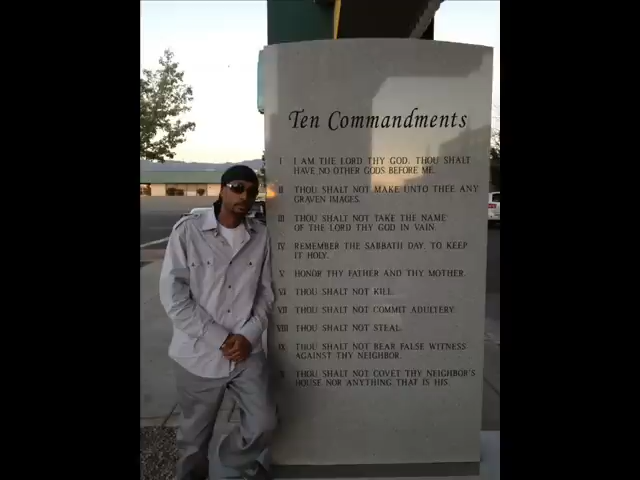 Ten Commandments
I I AM THE LORD THY GOD, THOU SHALT
HAVE NO OTHER GODS BEFORE ME.
II THOU SHALT NOT MAKE UNTO THEE ANY
GRAVEN IMAGES.
III THOU SHALT NOT TAKE THE NAME
OF THE LORD THY GOD IN VAIN
IV REMEMBER THE SABBATH DAY, TO KEEP
IT HOLY.
V HONOR THY FATHER AND THY MOTHER.
VI THOU SHALT NOT KILL.
VII THOU SHALT NOT COMMIT ADULTERY
VIII THOU SHALT NOT STEAL.
IX THOU SHALT NOT BEAR FALSE WITNESS
AGAINST THY NEIGHBOR.
X THOU SHALT NOT COVET THY NEIGHBOR'S
HOUSE NOR ANYTHING THAT IS HIS.